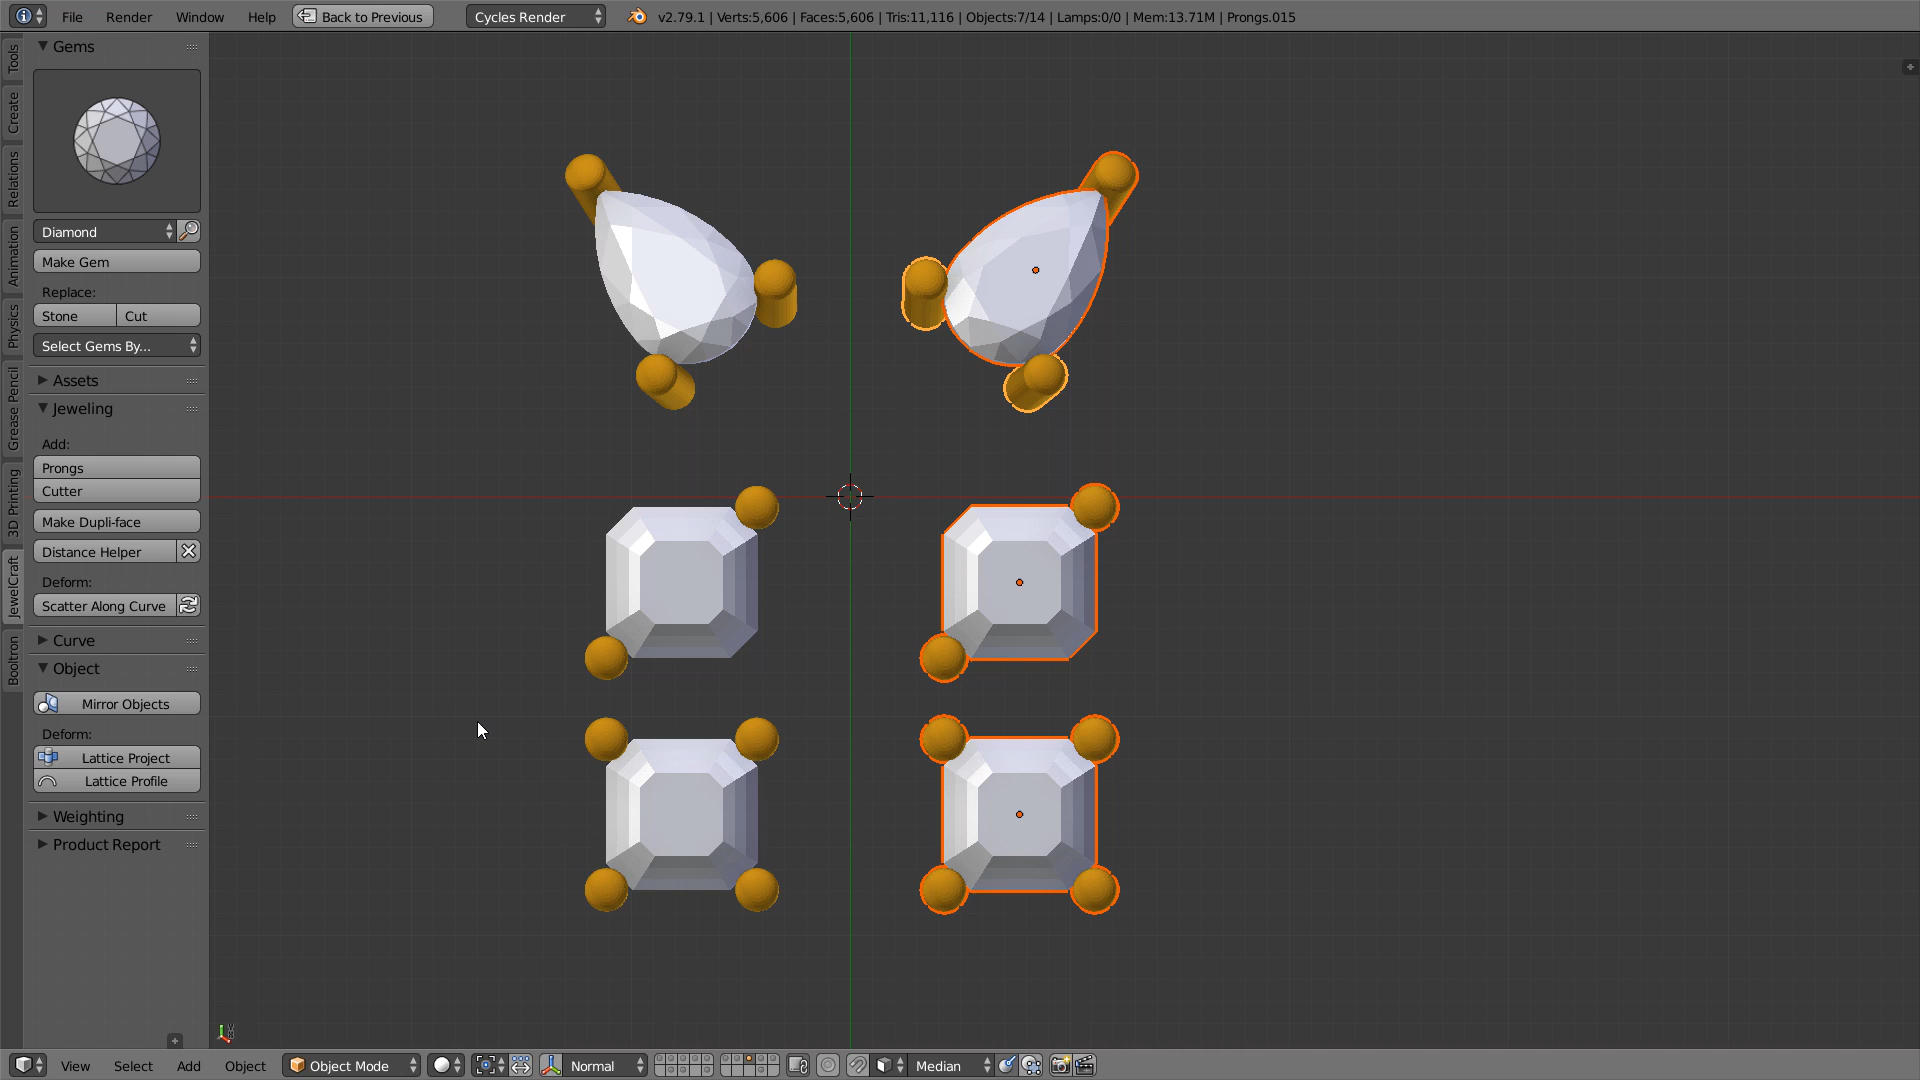 File Render Window Help Back to Previous Cycles Render v2.79.1 | Verts:5,606 | Faces:5,606 | Tris:11,116 | Objects:7/14 | Lamps:0/0 | Mem:13.71M | Prongs.015
Tools
Create
Relations
Animation
Physics
Grease Pencil
3D Printing
JewelCraft
Booltron
Gems
Diamond
Make Gem
Replace:
Stone Cut
Select Gems By...
Assets
Jeweling
Add:
Prongs
Cutter
Make Dupli-face
Distance Helper
Deform:
Scatter Along Curve
Curve
Object
Mirror Objects
Deform:
Lattice Project
Lattice Profile
Weighting
Product Report
View Select Add Object Object Mode Normal Median